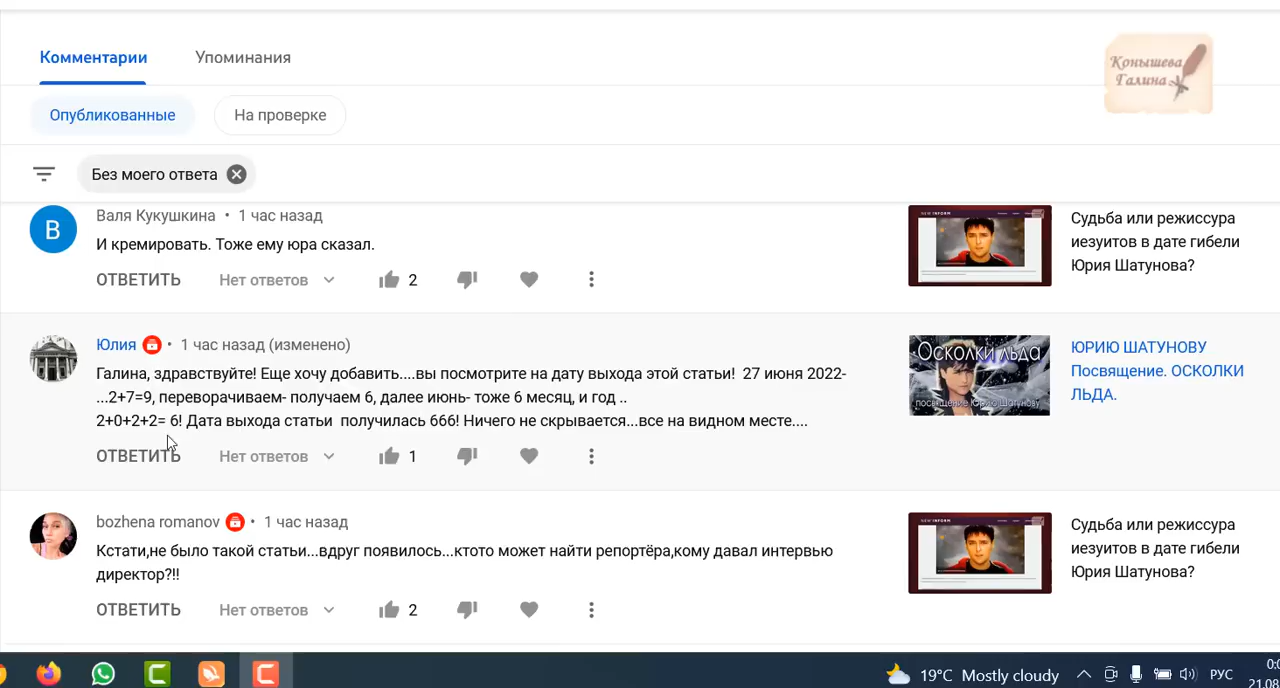 Комментарии
Упоминания
Конышева
Галина
Опубликованные
На проверке
Без моего ответа
В
Валя Кукушкина • 1 час назад
И кремировать. Тоже ему юра сказал.
ОТВЕТИТЬ
Нет ответов
2
NEW INFORM
Судьба или режиссура
иезуитов в дате гибели
Юрия Шатунова?
Юлия • 1 час назад (изменено)
Галина, здравствуйте! Еще хочу добавить....вы посмотрите на дату выхода этой статьи! 27 июня 2022-
...2+7=9, переворачиваем- получаем 6, далее июнь- тоже 6 месяц, и год ..
2+0+2+2= 6! Дата выхода статьи получилась 666! Ничего не скрывается...все на видном месте....
ОТВЕТИТЬ
Нет ответов
1
Осколки льда
посвящение Юрию Шатунову
ЮРИЮ ШАТУНОВУ
Посвящение. ОСКОЛКИ
ЛЬДА.
bozhena romanov • 1 час назад
Кстати,не было такой статьи...вдруг появилось...ктото может найти репортёра,кому давал интервью
директор?!!
ОТВЕТИТЬ
Нет ответов
2
NEW INFORM
Судьба или режиссура
иезуитов в дате гибели
Юрия Шатунова?
19°C Mostly cloudy
РУС
0:0
21.08